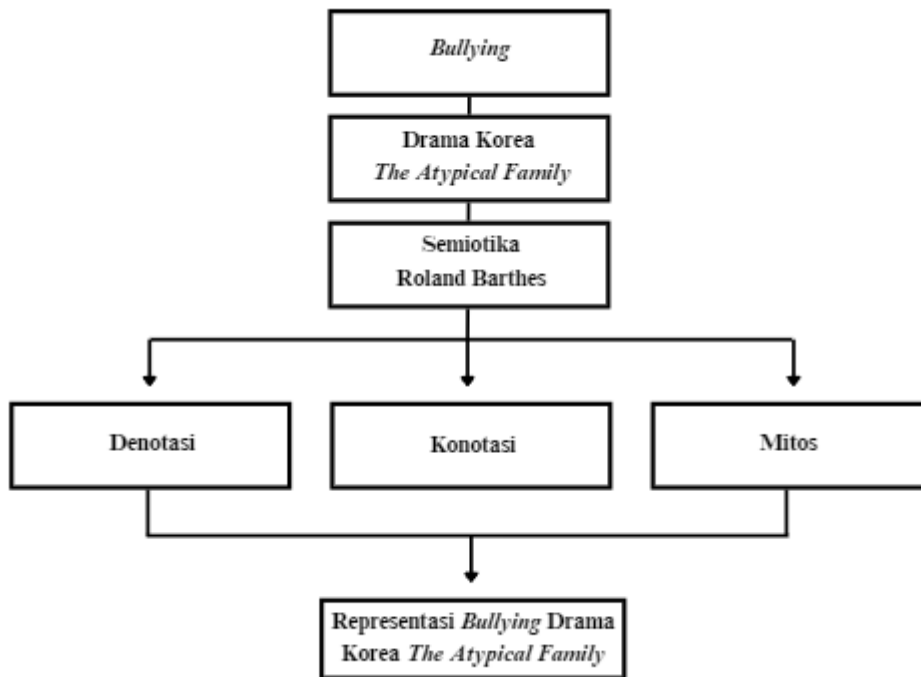 Bullying
Drama Korea
The Atypical Family
Semiotika
Roland Barthes
Denotasi
Konotasi
Mitos
Representasi Bullying Drama
Korea The Atypical Family